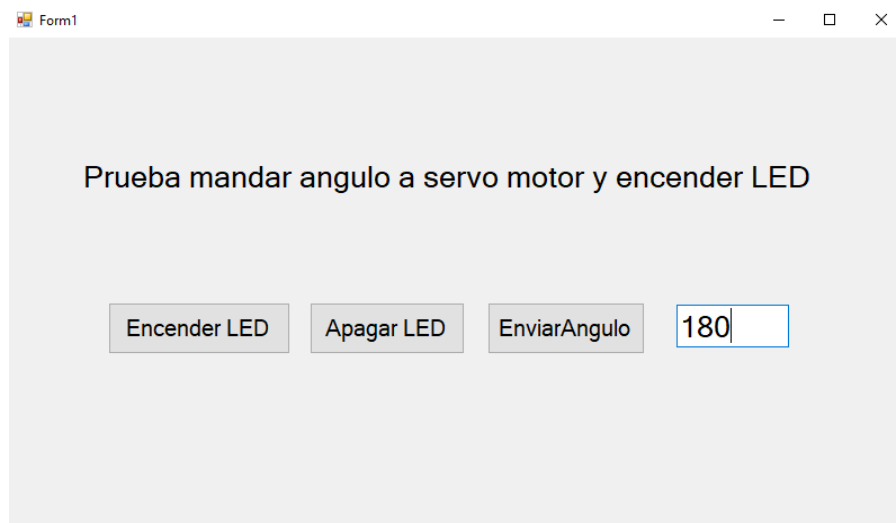 Form1
Prueba mandar angulo a servo motor y encender LED
Encender LED Apagar LED EnviarAngulo 180